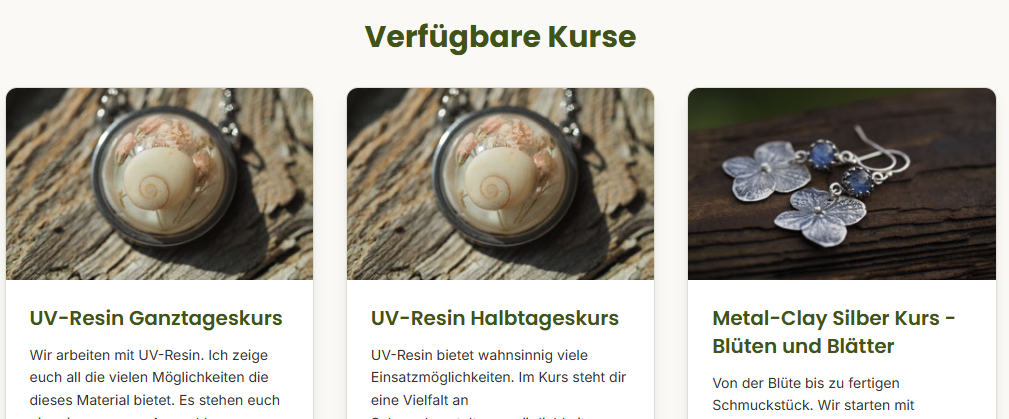 Verfügbare Kurse
UV-Resin Ganztageskurs
Wir arbeiten mit UV-Resin. Ich zeige
euch all die vielen Möglichkeiten die
dieses Material bietet. Es stehen euch
UV-Resin Halbtageskurs
UV-Resin bietet wahnsinnig viele
Einsatzmöglichkeiten. Im Kurs steht dir
eine Vielfalt an
Metal-Clay Silber Kurs -
Blüten und Blätter
Von der Blüte bis zu fertigen
Schmuckstück. Wir starten mit